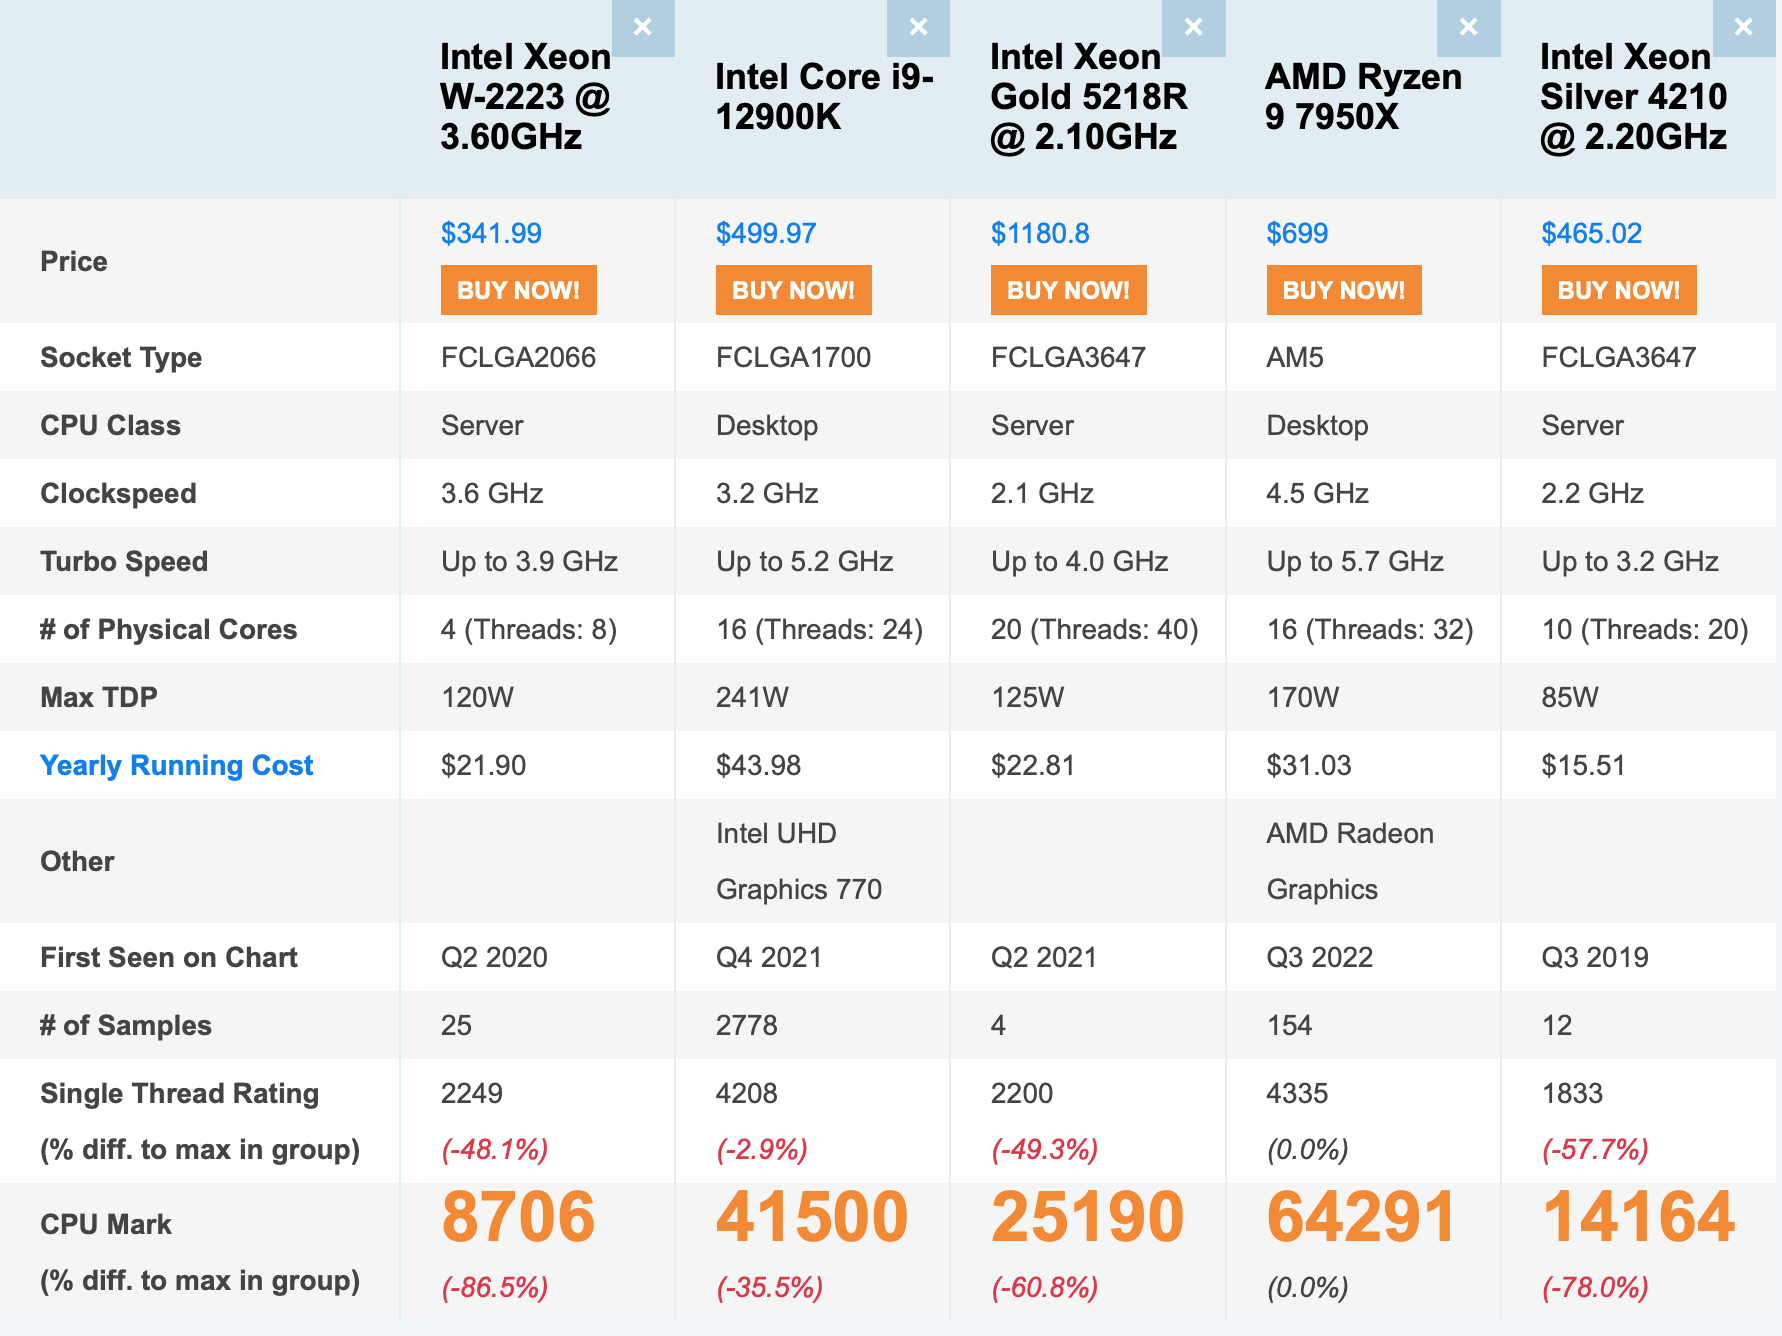 × × × × ×
Intel Xeon W-2223 @ 3.60GHz Intel Core i9-12900K Intel Xeon Gold 5218R @ 2.10GHz AMD Ryzen 9 7950X Intel Xeon Silver 4210 @ 2.20GHz
Price $341.99 $499.97 $1180.8 $699 $465.02
BUY NOW! BUY NOW! BUY NOW! BUY NOW! BUY NOW!
Socket Type FCLGA2066 FCLGA1700 FCLGA3647 AM5 FCLGA3647
CPU Class Server Desktop Server Desktop Server
Clockspeed 3.6 GHz 3.2 GHz 2.1 GHz 4.5 GHz 2.2 GHz
Turbo Speed Up to 3.9 GHz Up to 5.2 GHz Up to 4.0 GHz Up to 5.7 GHz Up to 3.2 GHz
# of Physical Cores 4 (Threads: 8) 16 (Threads: 24) 20 (Threads: 40) 16 (Threads: 32) 10 (Threads: 20)
Max TDP 120W 241W 125W 170W 85W
Yearly Running Cost $21.90 $43.98 $22.81 $31.03 $15.51
Other Intel UHD Graphics 770 AMD Radeon Graphics
First Seen on Chart Q2 2020 Q4 2021 Q2 2021 Q3 2022 Q3 2019
# of Samples 25 2778 4 154 12
Single Thread Rating 2249 4208 2200 4335 1833
(% diff. to max in group) (-48.1%) (-2.9%) (-49.3%) (0.0%) (-57.7%)
CPU Mark 8706 41500 25190 64291 14164
(% diff. to max in group) (-86.5%) (-35.5%) (-60.8%) (0.0%) (-78.0%)